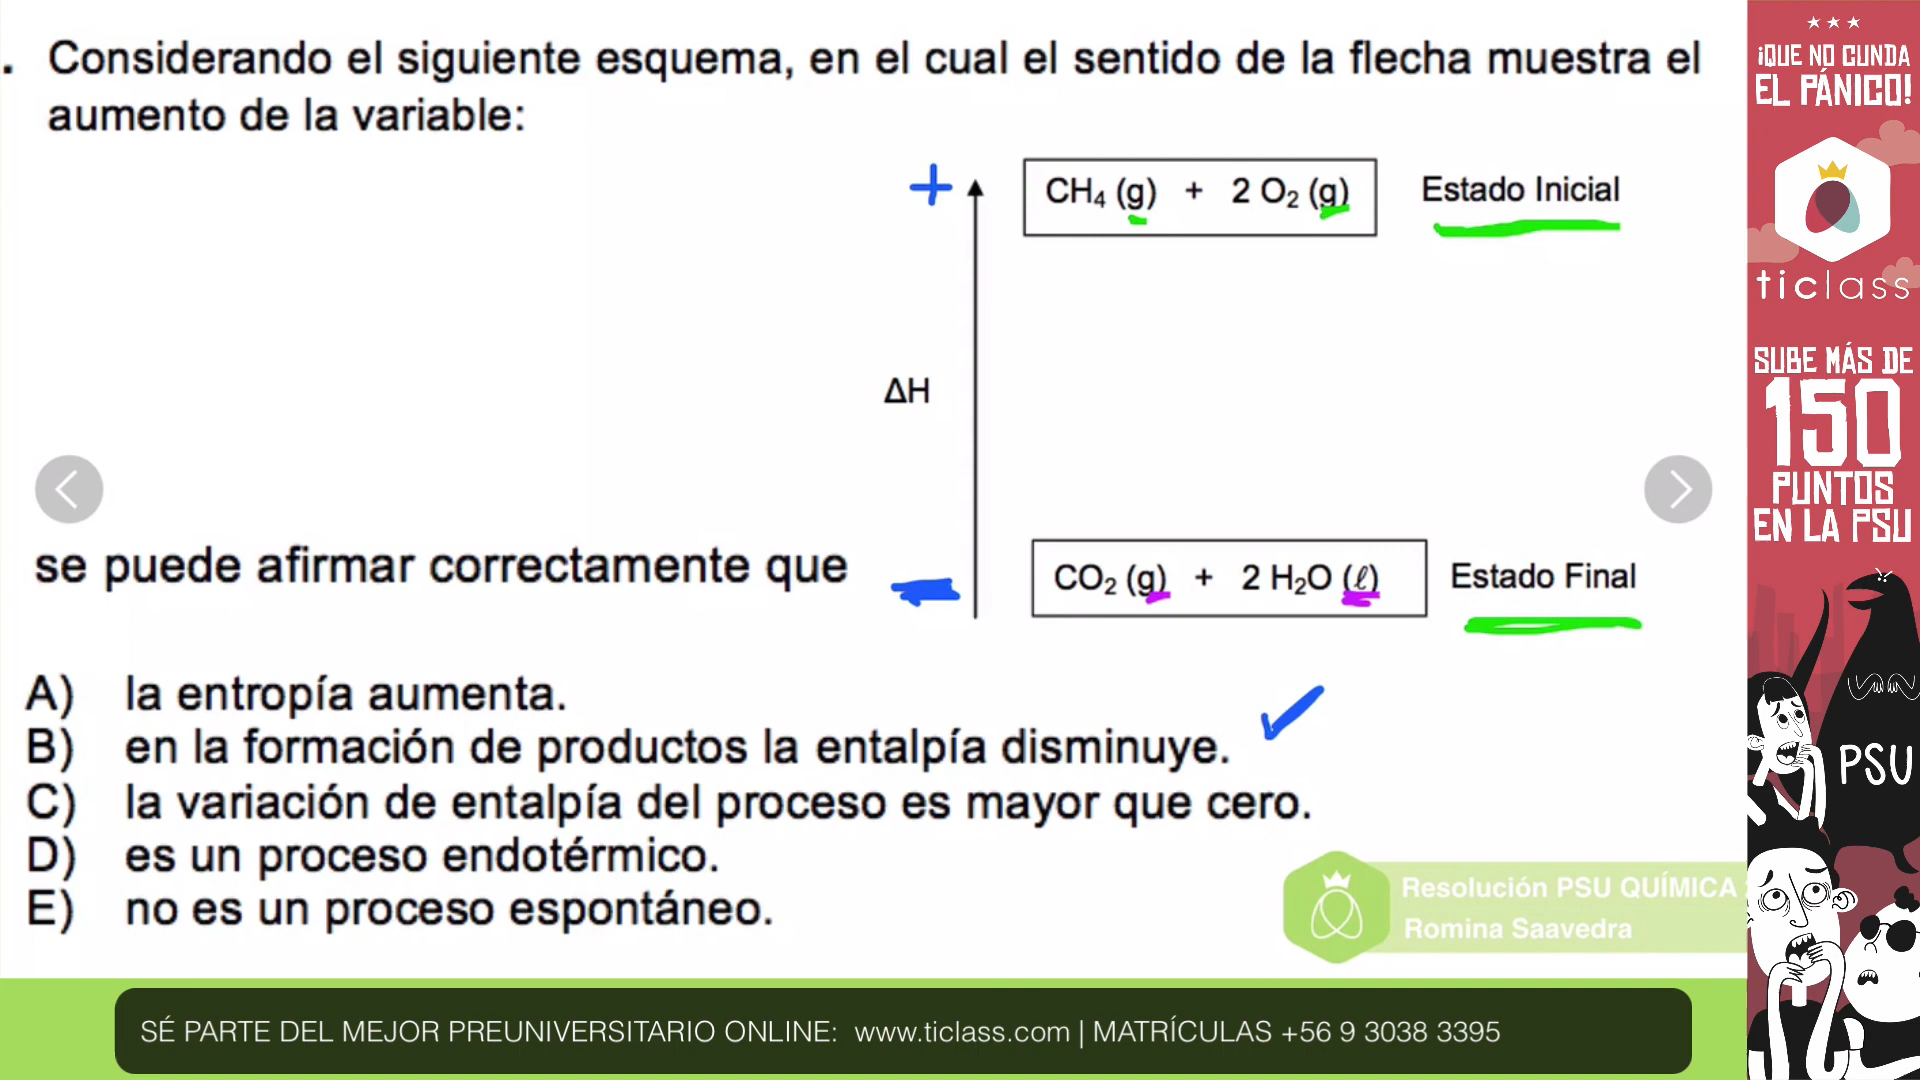 . Considerando el siguiente esquema, en el cual el sentido de la flecha muestra el
aumento de la variable:
+
CH₄ (g) + 2 O₂ (g)
Estado Inicial
ΔH
se puede afirmar correctamente que
CO₂ (g) + 2 H₂O (ℓ)
Estado Final
A) la entropía aumenta.
B) en la formación de productos la entalpía disminuye.
C) la variación de entalpía del proceso es mayor que cero.
D) es un proceso endotérmico.
E) no es un proceso espontáneo.
Resolución PSU QUÍMICA
Romina Saavedra
SÉ PARTE DEL MEJOR PREUNIVERSITARIO ONLINE: www.ticlass.com | MATRÍCULAS +56 9 3038 3395
¡QUE NO CUNDA
EL PÁNICO!
ticlass
SUBE MÁS DE
150
PUNTOS
EN LA PSU
PSU